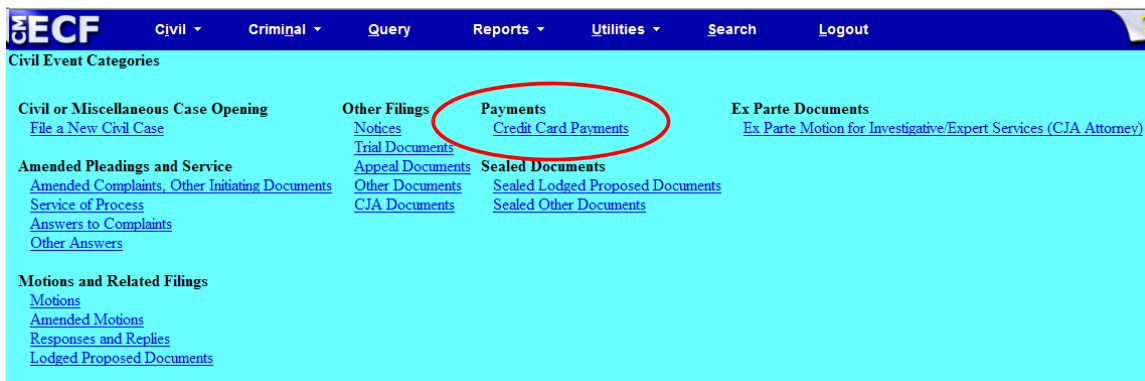 CM ECF Civil Criminal Query Reports Utilities Search Logout
Civil Event Categories
Civil or Miscellaneous Case Opening
File a New Civil Case
Amended Pleadings and Service
Amended Complaints, Other Initiating Documents
Service of Process
Answers to Complaints
Other Answers
Motions and Related Filings
Motions
Amended Motions
Responses and Replies
Lodged Proposed Documents
Other Filings
Notices
Trial Documents
Appeal Documents
Other Documents
CJA Documents
Payments
Credit Card Payments
Sealed Documents
Sealed Lodged Proposed Documents
Sealed Other Documents
Ex Parte Documents
Ex Parte Motion for Investigative/Expert Services (CJA Attorney)